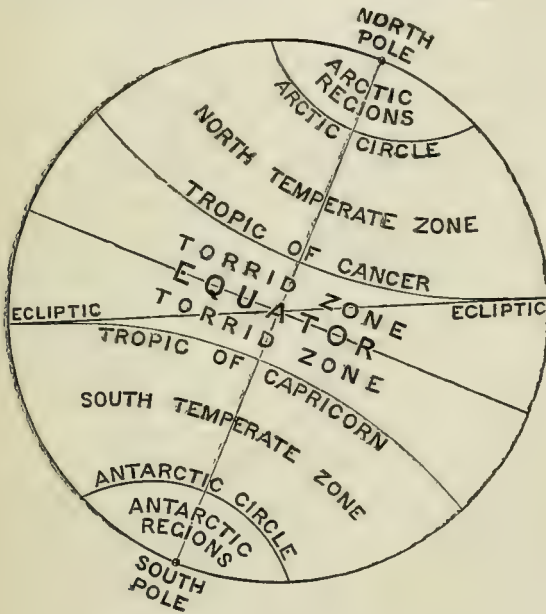 NORTH
POLE
ARCTIC
REGIONS
ARCTIC CIRCLE
NORTH TEMPERATE ZONE
TROPIC OF CANCER
TORRID ZONE
EQUATOR
ECLIPTIC
ECLIPTIC
TORRID ZONE
TROPIC OF CAPRICORN
SOUTH TEMPERATE ZONE
ANTARCTIC CIRCLE
ANTARCTIC
REGIONS
SOUTH
POLE